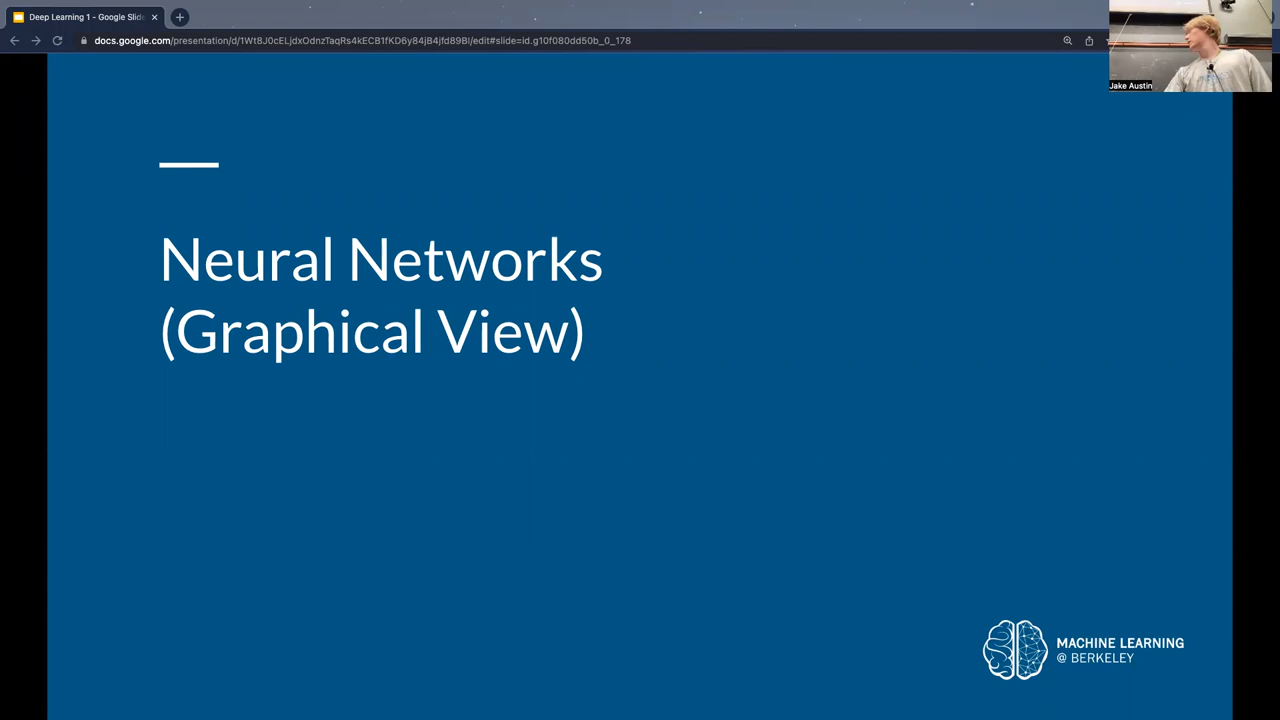 Deep Learning 1 - Google Slid
docs.google.com/presentation/d/1Wt8J0cELjdxOdnzTaqRs4kECB1fKD6y84jB4jfd89BI/edit#slide=id.g10f080dd50b_0_178
Jake Austin
Neural Networks
(Graphical View)
MACHINE LEARNING
@ BERKELEY